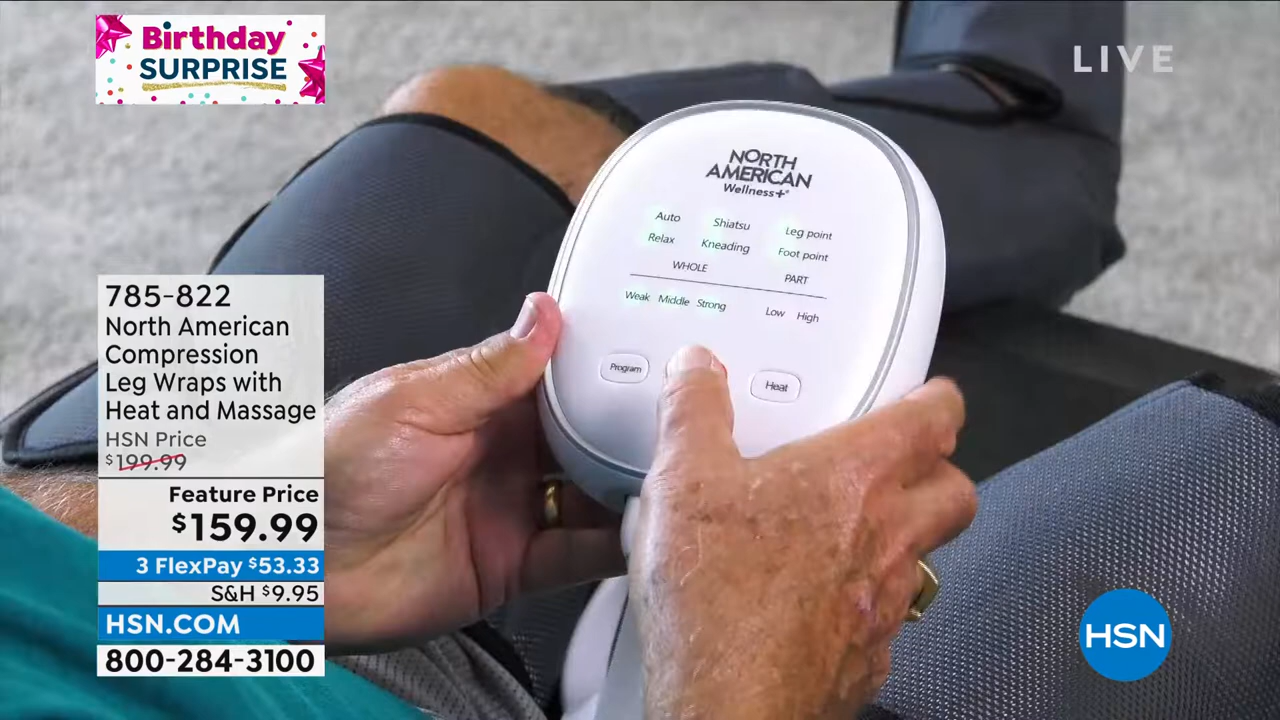 Birthday
SURPRISE
LIVE
NORTH
AMERICAN
Wellness+
Auto Shiatsu Leg point
Relax Kneading Foot point
WHOLE PART
Weak Middle Strong Low High
Program Heat
785-822
North American
Compression
Leg Wraps with
Heat and Massage
HSN Price
$199.99
Feature Price
$159.99
3 FlexPay $53.33
S&H $9.95
HSN.COM
800-284-3100
HSN